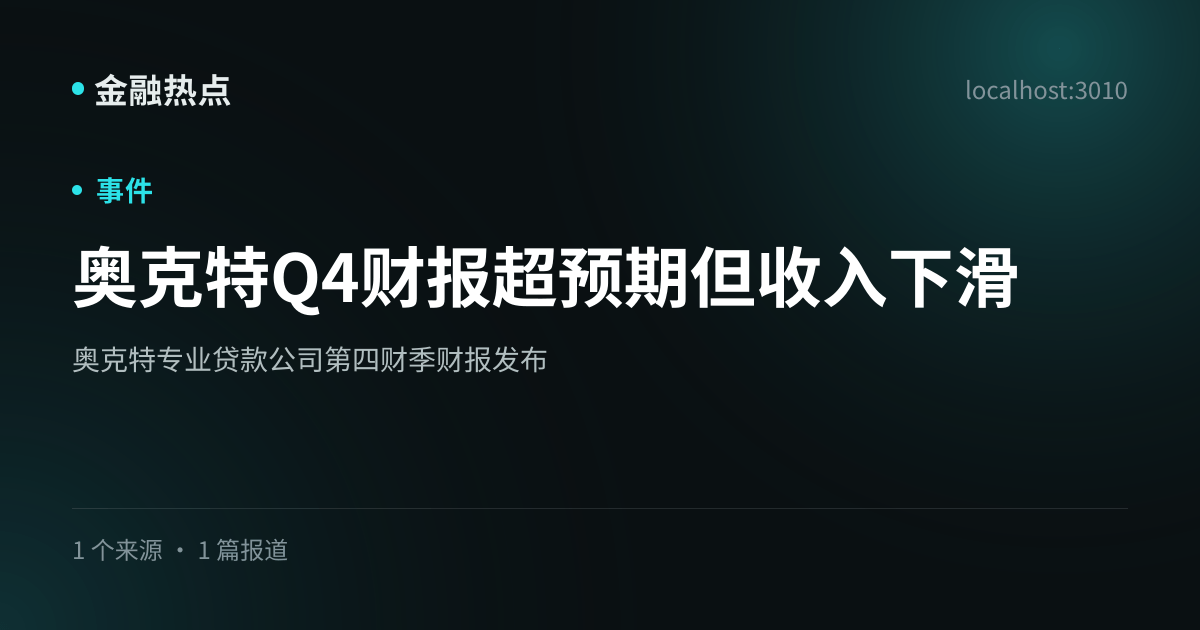 金融热点
localhost:3010
事件
奥克特Q4财报超预期但收入下滑
奥克特专业贷款公司第四财季财报发布
1 个来源 · 1 篇报道